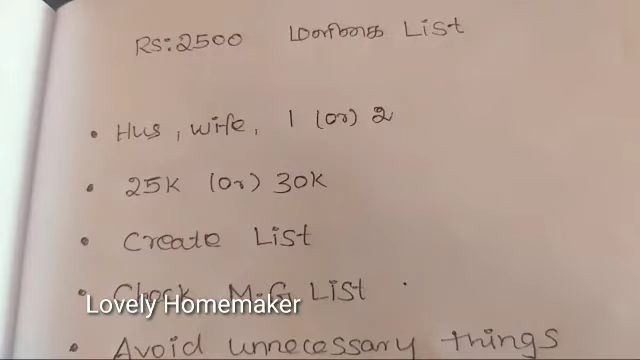 Rs:2500 மளிகை List
• Hus, wife, 1 (or) 2
• 25K (or) 30K
• Create List
• Check M.G List
Lovely Homemaker
• Avoid unnecessary things